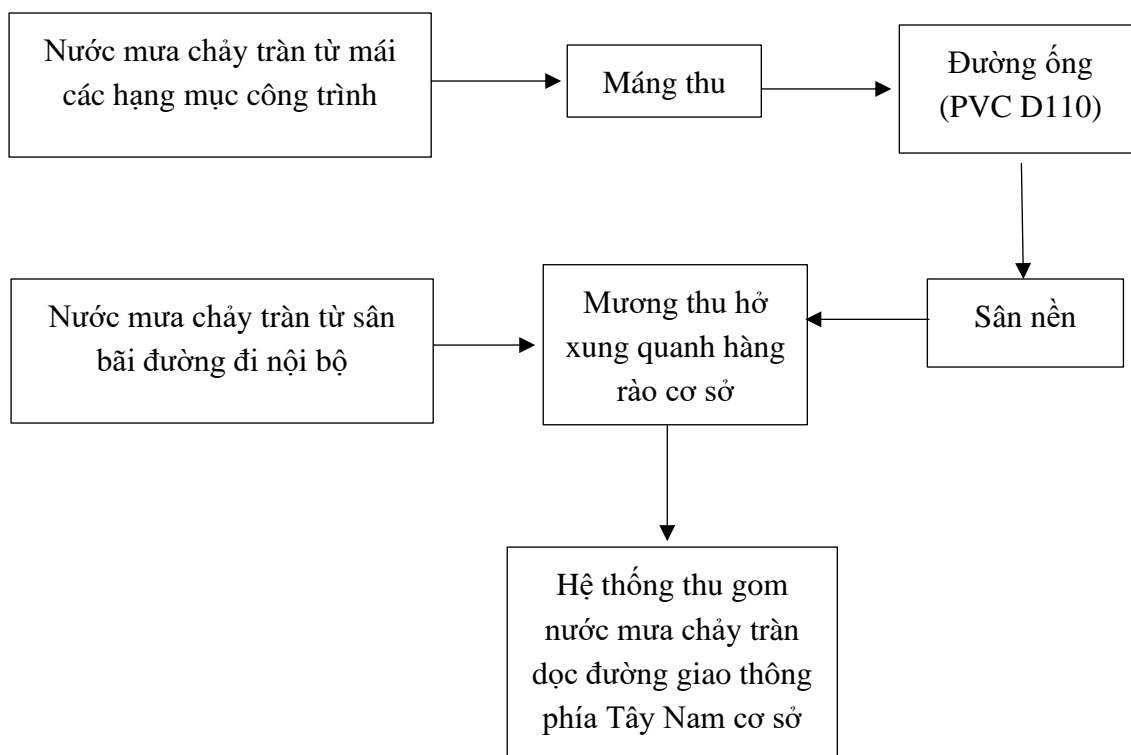 Nước mưa chảy tràn từ mái
các hạng mục công trình
Máng thu
Đường ống
(PVC D110)
Nước mưa chảy tràn từ sân
bãi đường đi nội bộ
Mương thu hở
xung quanh hàng
rào cơ sở
Sân nền
Hệ thống thu gom
nước mưa chảy tràn
dọc đường giao thông
phía Tây Nam cơ sở